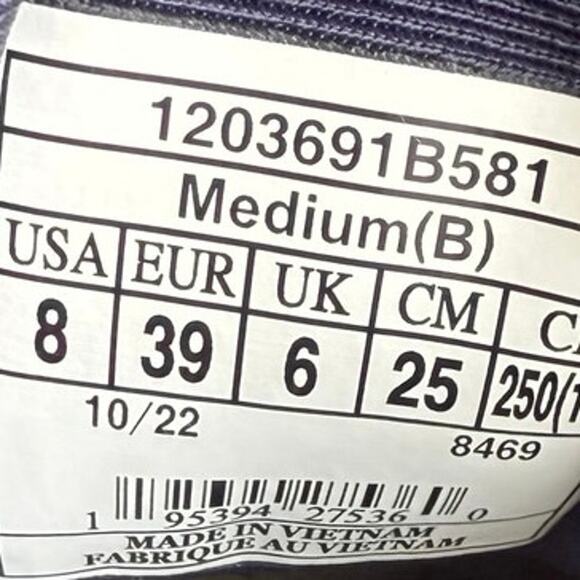 1203691B581
Medium(B)
USA EUR UK CM
8 39 6 25 250(1
10/22
8469
1 95394 27536 0
MADE IN VIETNAM
FABRIQUE AU VIETNAM